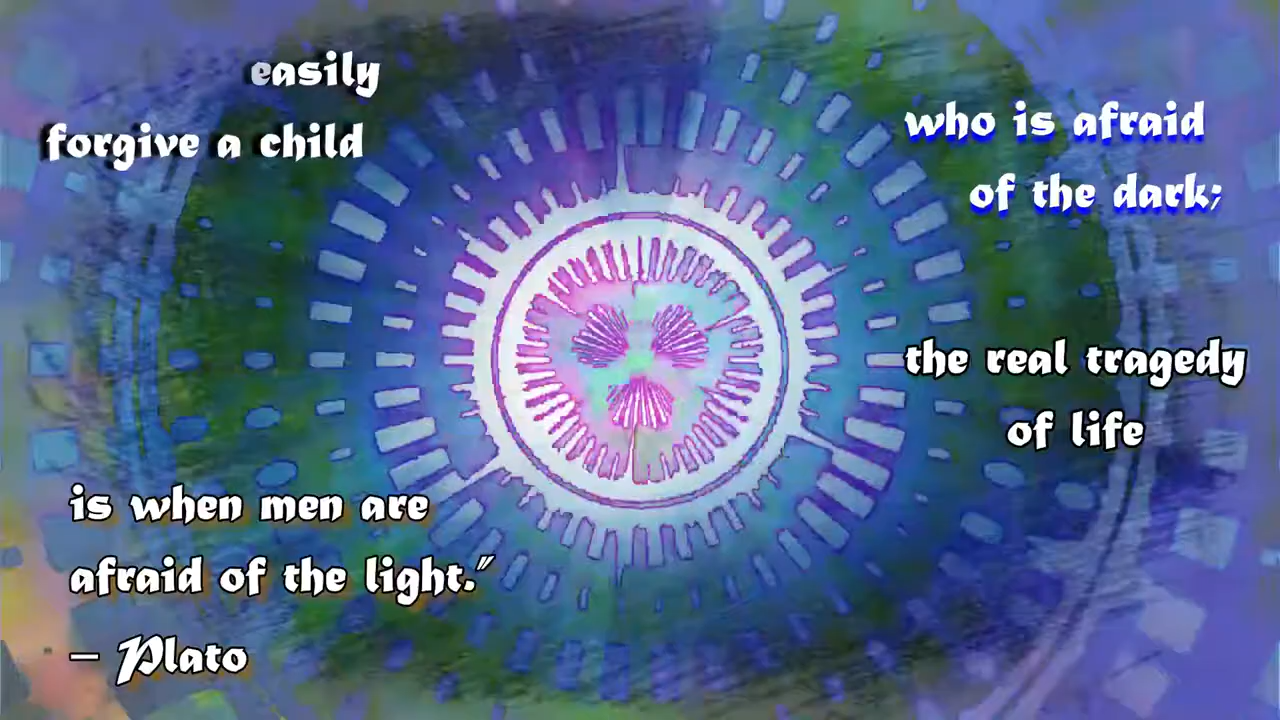 easily
forgive a child
who is afraid
of the dark;
the real tragedy
of life
is when men are
afraid of the light.”
– Plato